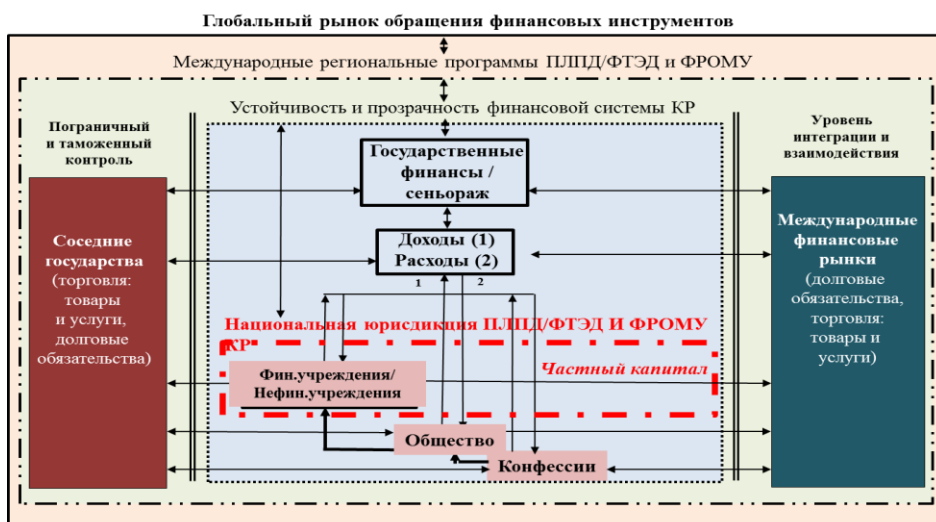 Глобальный рынок обращения финансовых инструментов
Международные региональные программы ПЛПД/ФТЭД и ФРОМУ
Устойчивость и прозрачность финансовой системы КР
Пограничный
и таможенный
контроль
Уровень
интеграции и
взаимодействия
Государственные
финансы /
сеньораж
Соседние
государства
(торговля:
товары
и услуги,
долговые
обязательства)
Доходы (1)
Расходы (2)
1 2
Международные
финансовые
рынки
(долговые
обязательства,
торговля:
товары и
услуги)
Национальная юрисдикция ПЛПД/ФТЭД И ФРОМУ
КР
Частный капитал
Фин.учреждения/
Нефин.учреждения
Общество
Конфессии